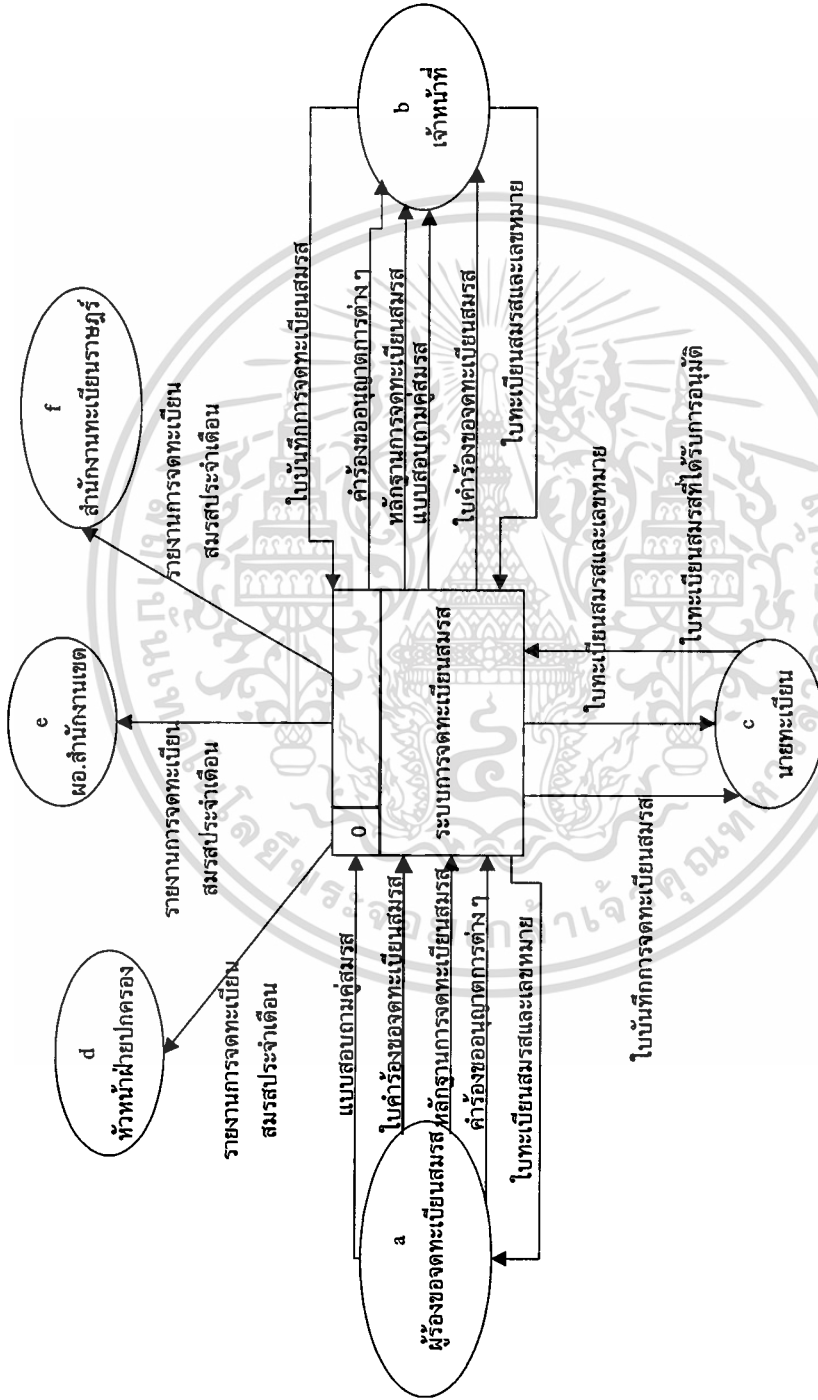 d
หัวหน้าฝ่ายปกครอง
e
ผอ.สำนักงานเขต
f
สำนักงานทะเบียนราษฎร์
รายงานการจดทะเบียน
สมรสประจำเดือน
รายงานการจดทะเบียน
สมรสประจำเดือน
รายงานการจดทะเบียน
สมรสประจำเดือน
a
ผู้ร้องขอจดทะเบียนสมรส
แบบสอบถามคู่สมรส
ใบคำร้องขอจดทะเบียนสมรส
หลักฐานการจดทะเบียนสมรส
คำร้องขออนุญาตการต่าง ๆ
ใบทะเบียนสมรสและเลขหมาย
0
ระบบการจดทะเบียนสมรส
ใบบันทึกการจดทะเบียนสมรส
คำร้องขออนุญาตการต่าง ๆ
หลักฐานการจดทะเบียนสมรส
แบบสอบถามคู่สมรส
ใบคำร้องขอจดทะเบียนสมรส
ใบทะเบียนสมรสและเลขหมาย
b
เจ้าหน้าที่
ใบบันทึกการจดทะเบียนสมรส
ใบทะเบียนสมรสและเลขหมาย
ใบทะเบียนสมรสที่ได้รับการอนุมัติ
c
นายทะเบียน